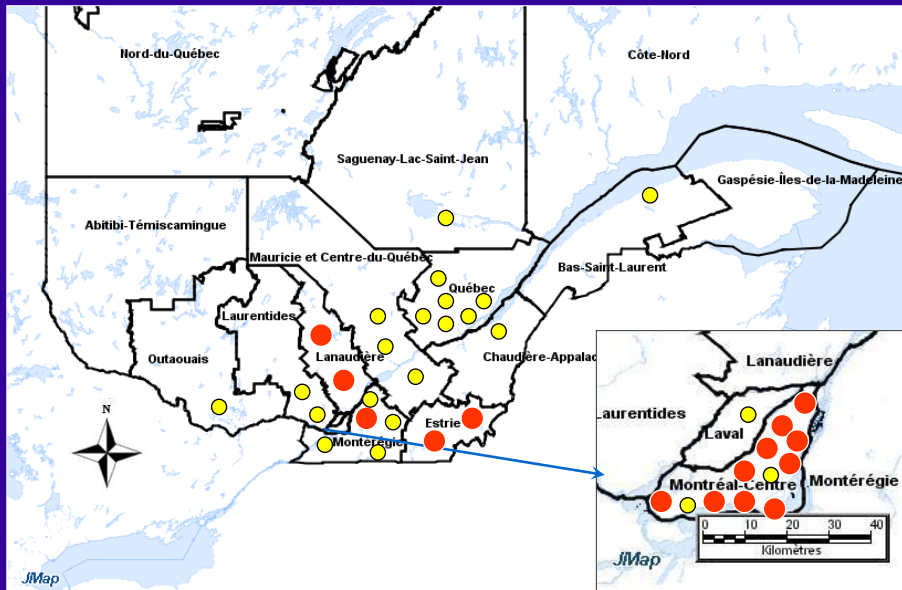 Nord-du-Québec
Côte-Nord
Saguenay-Lac-Saint-Jean
Gaspésie-Îles-de-la-Madeleine
Abitibi-Témiscamingue
Mauricie et Centre-du-Québec
Bas-Saint-Laurent
Québec
Laurentides
Lanaudière
Outaouais
Chaudière-Appalac
Estrie
Montérégie
N
JMap
Lanaudière
Laurentides
Laval
Montréal-Centre
Montérégie
0 10 20 30 40
Kilomètres
JMap